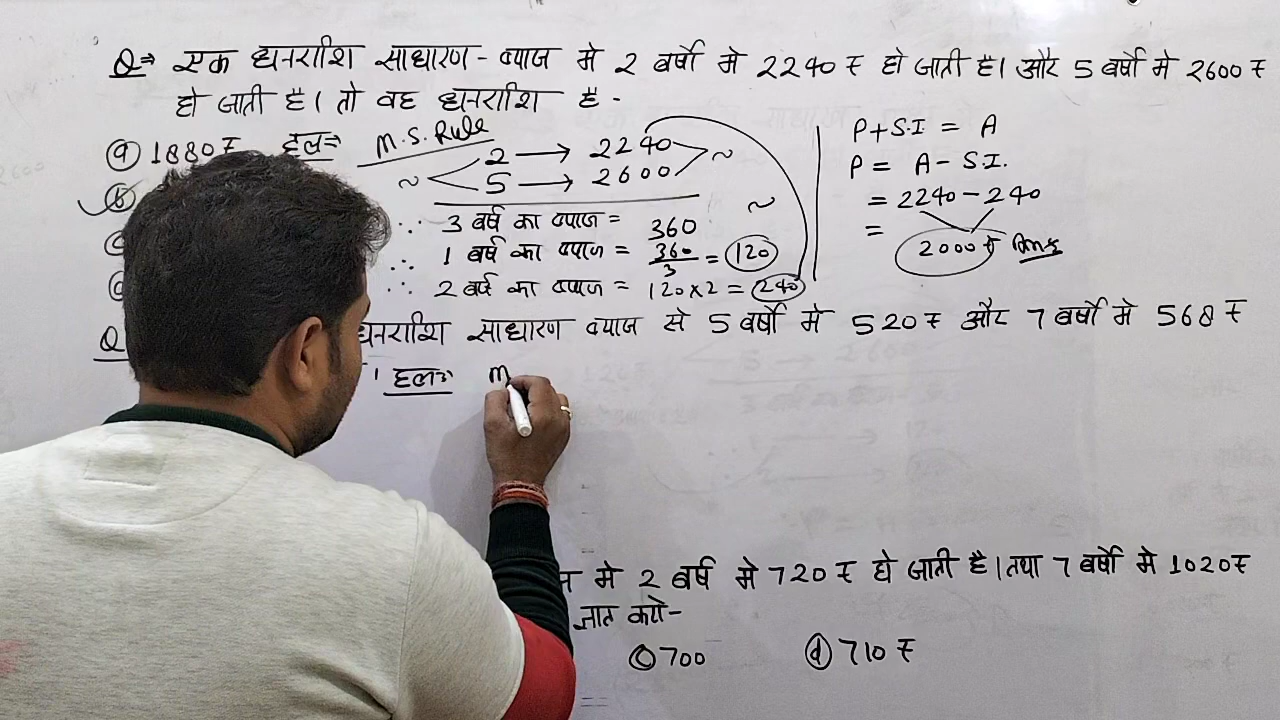 Q⇒ एक धनराशि साधारण-ब्याज मे 2 वर्षो मे 2240 ₹ हो जाती है। और 5 वर्षो मे 2600 ₹
हो जाती है। तो वह धनराशि है -
ⓐ 1880 ₹
हल⇒ M.S. Rule
2 → 2240
5 → 2600
∴ 3 वर्ष का ब्याज = 360
∴ 1 वर्ष का ब्याज = 360/3 = 120
∴ 2 वर्ष का ब्याज = 120×2 = 240
P+S.I = A
P = A - S.I.
= 2240 - 240
= 2000 ₹ Ans
Q धनराशि साधारण ब्याज से 5 वर्षो मे 520 ₹ और 7 वर्षो मे 568 ₹
। हल⇒ M
मे 2 वर्ष मे 720 ₹ हो जाती है। तथा 7 वर्षो मे 1020 ₹
ज्ञात करो-
ⓒ 700 ⓓ 710 ₹